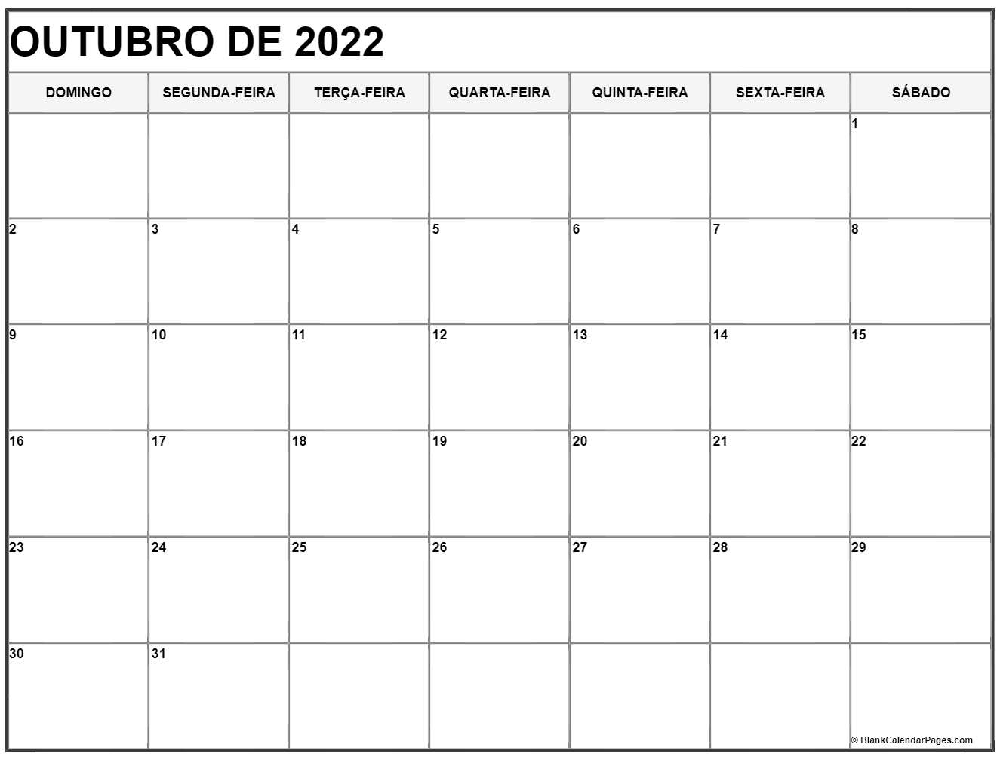 OUTUBRO DE 2022
DOMINGO SEGUNDA-FEIRA TERÇA-FEIRA QUARTA-FEIRA QUINTA-FEIRA SEXTA-FEIRA SÁBADO
1
2 3 4 5 6 7 8
9 10 11 12 13 14 15
16 17 18 19 20 21 22
23 24 25 26 27 28 29
30 31
© BlankCalendarPages.com